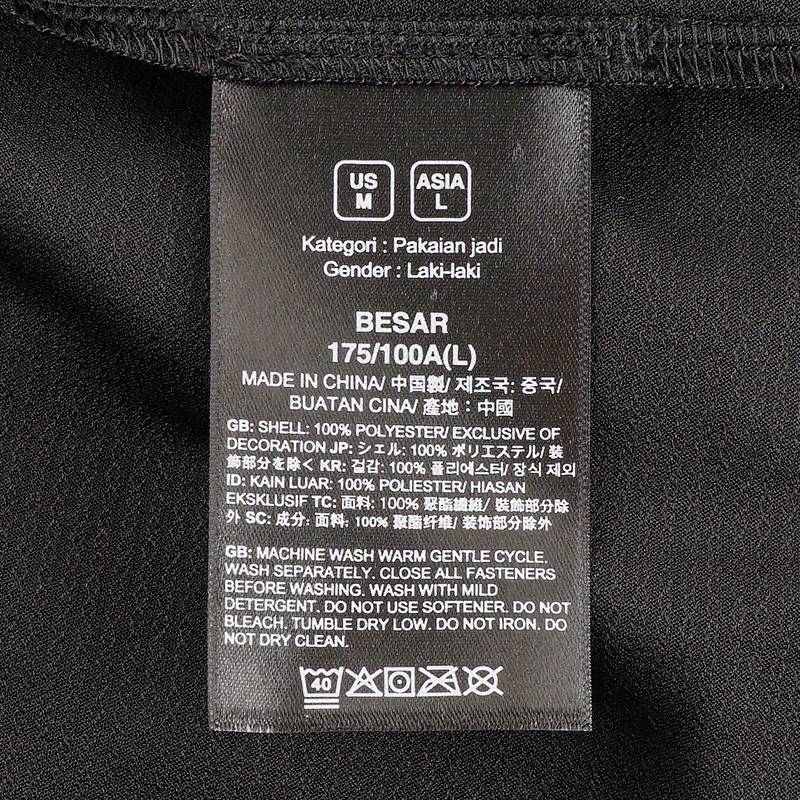 US
M
ASIA
L
Kategori : Pakaian jadi
Gender : Laki-laki
BESAR
175/100A(L)
MADE IN CHINA/ 中国製/ 제조국: 중국/
BUATAN CINA/ 產地：中國
GB: SHELL: 100% POLYESTER/ EXCLUSIVE OF
DECORATION JP: シェル: 100% ポリエステル/ 装
飾部分を除く KR: 겉감: 100% 폴리에스터/ 장식 제외
ID: KAIN LUAR: 100% POLIESTER/ HIASAN
EKSKLUSIF TC: 面料: 100% 聚酯纖維/ 裝飾部分除
外 SC: 成分: 面料: 100% 聚酯纤维/ 装饰部分除外
GB: MACHINE WASH WARM GENTLE CYCLE.
WASH SEPARATELY. CLOSE ALL FASTENERS
BEFORE WASHING. WASH WITH MILD
DETERGENT. DO NOT USE SOFTENER. DO NOT
BLEACH. TUMBLE DRY LOW. DO NOT IRON. DO
NOT DRY CLEAN.
40